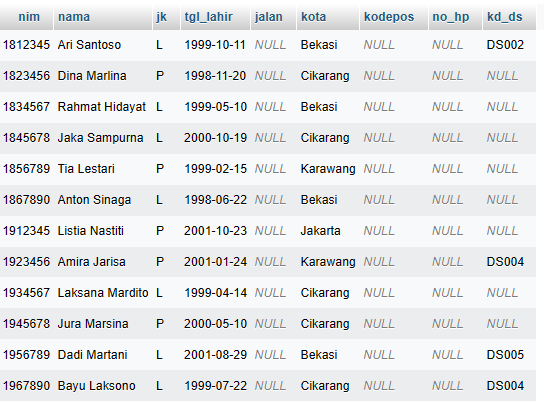 nim nama jk tgl_lahir jalan kota kodepos no_hp kd_ds
1812345 Ari Santoso L 1999-10-11 NULL Bekasi NULL NULL DS002
1823456 Dina Marlina P 1998-11-20 NULL Cikarang NULL NULL NULL
1834567 Rahmat Hidayat L 1999-05-10 NULL Bekasi NULL NULL NULL
1845678 Jaka Sampurna L 2000-10-19 NULL Cikarang NULL NULL NULL
1856789 Tia Lestari P 1999-02-15 NULL Karawang NULL NULL NULL
1867890 Anton Sinaga L 1998-06-22 NULL Bekasi NULL NULL NULL
1912345 Listia Nastiti P 2001-10-23 NULL Jakarta NULL NULL NULL
1923456 Amira Jarisa P 2001-01-24 NULL Karawang NULL NULL DS004
1934567 Laksana Mardito L 1999-04-14 NULL Cikarang NULL NULL NULL
1945678 Jura Marsina P 2000-05-10 NULL Cikarang NULL NULL NULL
1956789 Dadi Martani L 2001-08-29 NULL Bekasi NULL NULL DS005
1967890 Bayu Laksono L 1999-07-22 NULL Cikarang NULL NULL DS004